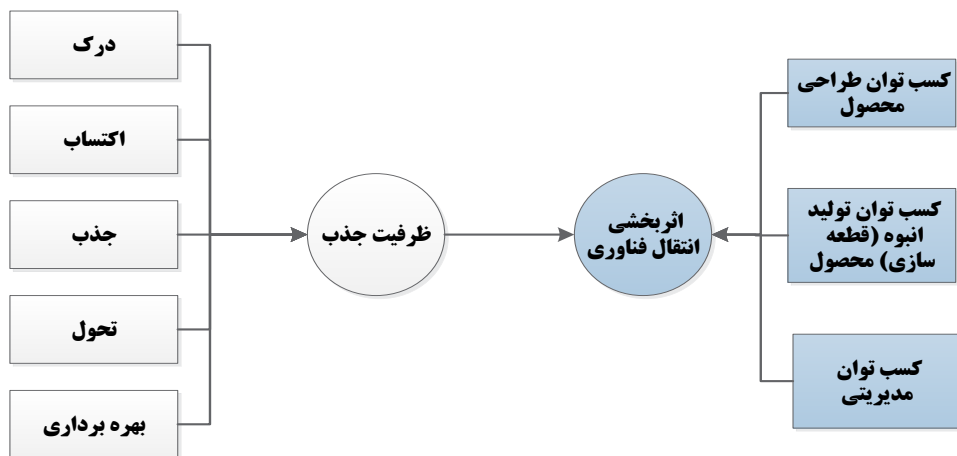 درک
اکتساب
جذب
تحول
بهره برداری
ظرفیت جذب
اثربخشی
انتقال فناوری
کسب توان طراحی
محصول
کسب توان تولید
انبوه (قطعه
سازی) محصول
کسب توان
مدیریتی